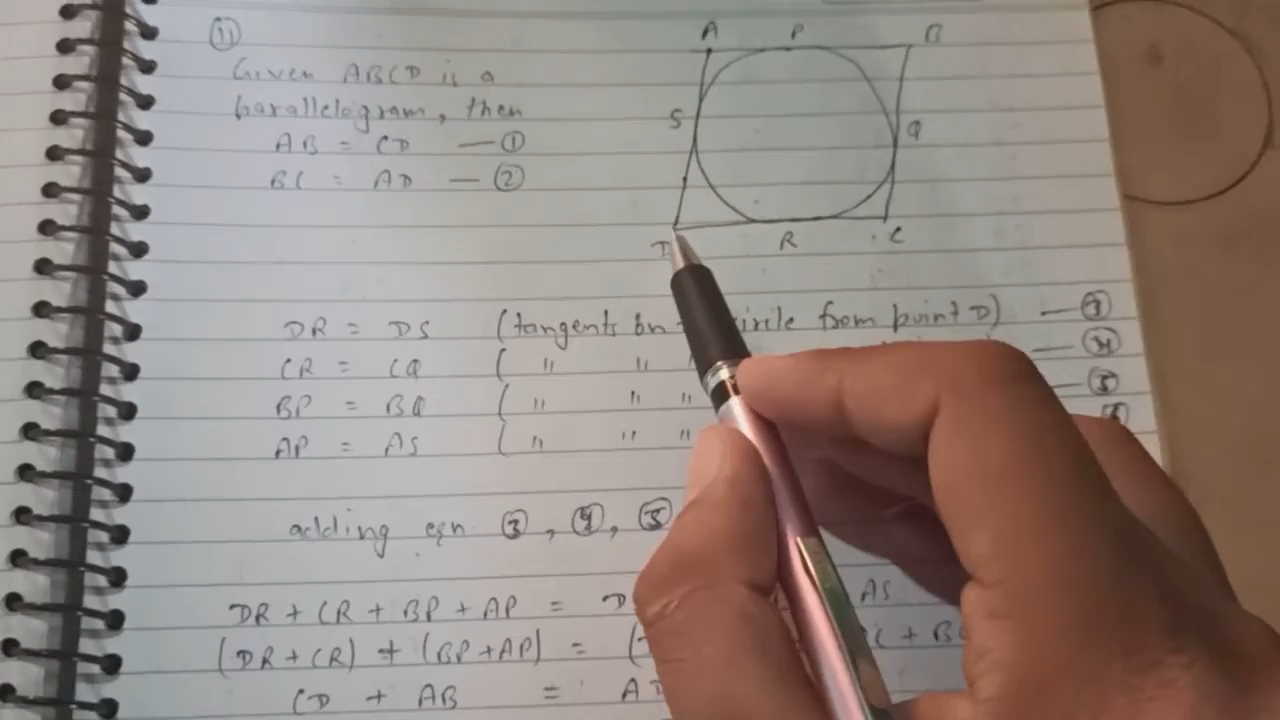 11
Given ABCD is a
parallelogram, then
AB = CD — ①
BC = AD — ②
A P B
S Q
D R C
DR = DS (tangents on circle from point D) — ③
CR = CQ ( " " " — ④
BP = BQ ( " " " — ⑤
AP = AS ( " " "
adding eqn ③, ④, ⑤
DR + CR + BP + AP = AS
(DR + CR) + (BP + AP) = (
CD + AB =